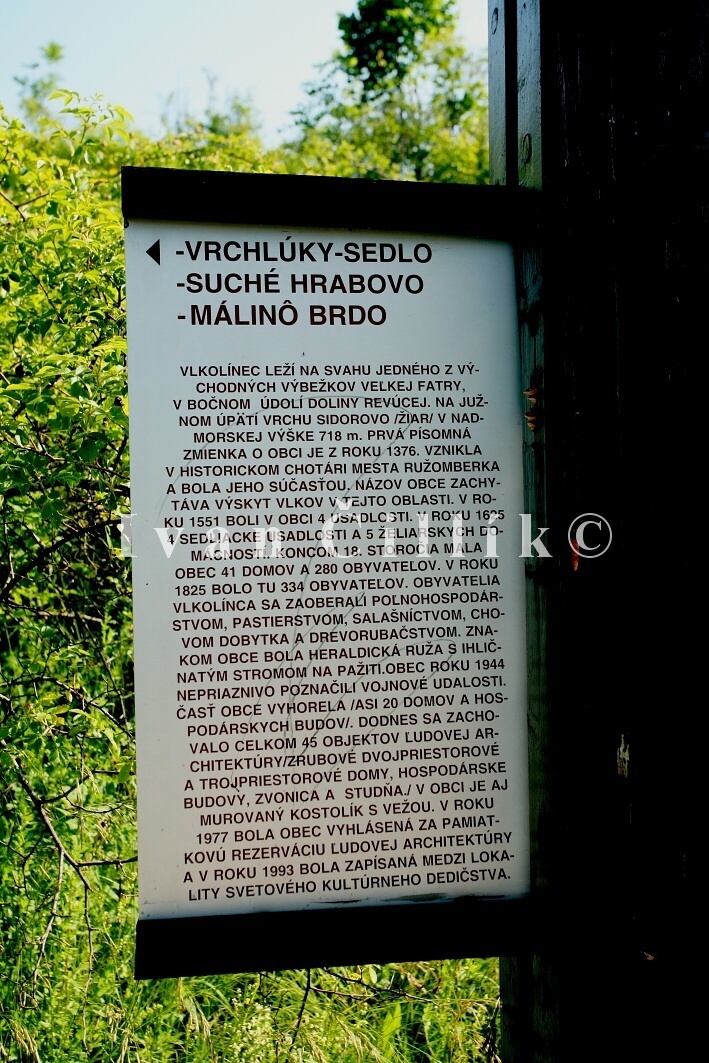 -VRCHLÚKY-SEDLO
-SUCHÉ HRABOVO
-MÁLINÔ BRDO
VLKOLÍNEC LEŽÍ NA SVAHU JEDNÉHO Z VÝ-
CHODNÝCH VÝBEŽKOV VELKEJ FATRY,
V BOČNOM ÚDOLÍ DOLINY REVÚCEJ. NA JUŽ-
NOM ÚPÄTÍ VRCHU SIDOROVO /ŽIAR/ V NAD-
MORSKEJ VÝŠKE 718 m. PRVÁ PÍSOMNÁ
ZMIENKA O OBCI JE Z ROKU 1376. VZNIKLA
V HISTORICKOM CHOTÁRI MESTA RUŽOMBERKA
A BOLA JEHO SÚČASŤOU. NÁZOV OBCE ZACHY-
TÁVA VÝSKYT VLKOV V TEJTO OBLASTI. V RO-
KU 1551 BOLI V OBCI 4 USADLOSTI. V ROKU 1625
4 SEDLIACKE USADLOSTI A 5 ŽELIARSKYCH DO-
MÁCNOSTÍ. KONCOM 18. STOROČIA MALA
OBEC 41 DOMOV A 280 OBYVATEĽOV. V ROKU
1825 BOLO TU 334 OBYVATEĽOV. OBYVATELIA
VLKOLÍNCA SA ZAOBERALI POĽNOHOSPODÁR-
STVOM, PASTIERSTVOM, SALAŠNÍCTVOM, CHO-
VOM DOBYTKA A DREVORUBAČSTVOM. ZNA-
KOM OBCE BOLA HERALDICKÁ RUŽA S IHLIČ-
NATÝM STROMOM NA PAŽITI.OBEC ROKU 1944
NEPRIAZNIVO POZNAČILI VOJNOVÉ UDALOSTI.
ČASŤ OBCE VYHORELA /ASI 20 DOMOV A HOS-
PODÁRSKYCH BUDOV/. DODNES SA ZACHO-
VALO CELKOM 45 OBJEKTOV ĽUDOVEJ AR-
CHITEKTÚRY/ZRUBOVÉ DVOJPRIESTOROVÉ
A TROJPRIESTOROVÉ DOMY, HOSPODÁRSKE
BUDOVY, ZVONICA A STUDŇA./ V OBCI JE AJ
MUROVANÝ KOSTOLÍK S VEŽOU. V ROKU
1977 BOLA OBEC VYHLÁSENÁ ZA PAMIAT-
KOVÚ REZERVÁCIU ĽUDOVEJ ARCHITEKTÚRY
A V ROKU 1993 BOLA ZAPÍSANÁ MEDZI LOKA-
LITY SVETOVÉHO KULTÚRNEHO DEDIČSTVA.
Ivan Čillík ©